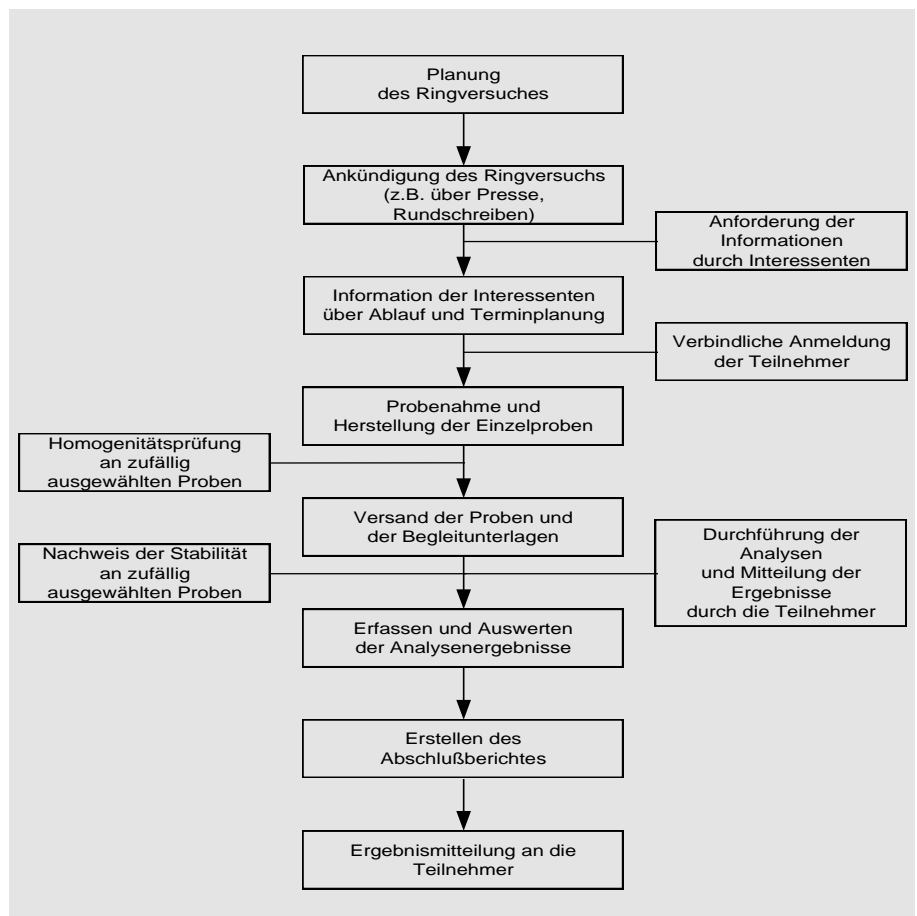 Planung
des Ringversuches
Ankündigung des Ringversuchs
(z.B. über Presse,
Rundschreiben)
Anforderung der
Informationen
durch Interessenten
Information der Interessenten
über Ablauf und Terminplanung
Verbindliche Anmeldung
der Teilnehmer
Probenahme und
Herstellung der Einzelproben
Homogenitätsprüfung
an zufällig
ausgewählten Proben
Versand der Proben und
der Begleitunterlagen
Nachweis der Stabilität
an zufällig
ausgewählten Proben
Durchführung der
Analysen
und Mitteilung der
Ergebnisse
durch die Teilnehmer
Erfassen und Auswerten
der Analysenergebnisse
Erstellen des
Abschlußberichtes
Ergebnismitteilung an die
Teilnehmer